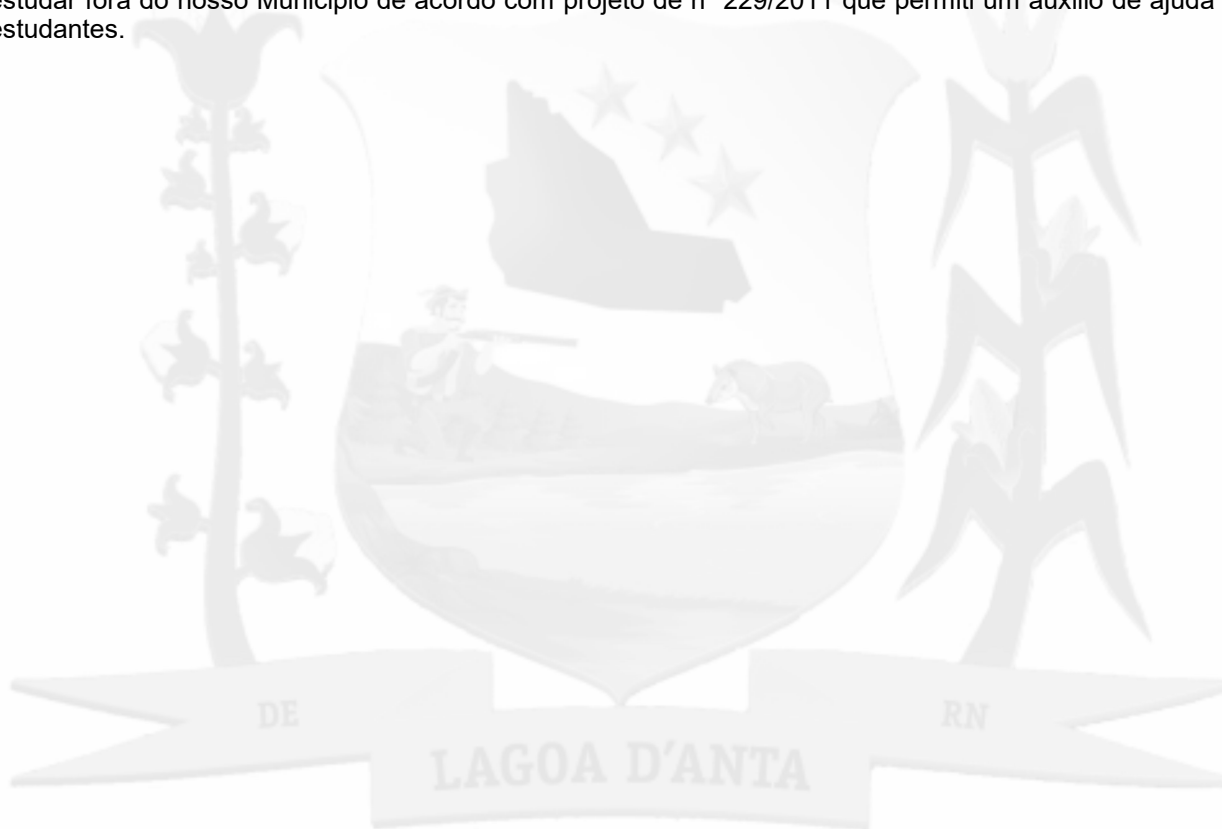 estudar fora do nosso Município de acordo com projeto de nº 229/2011 que permiti um auxílio de ajuda
estudantes.
DE
RN
LAGOA D'ANTA